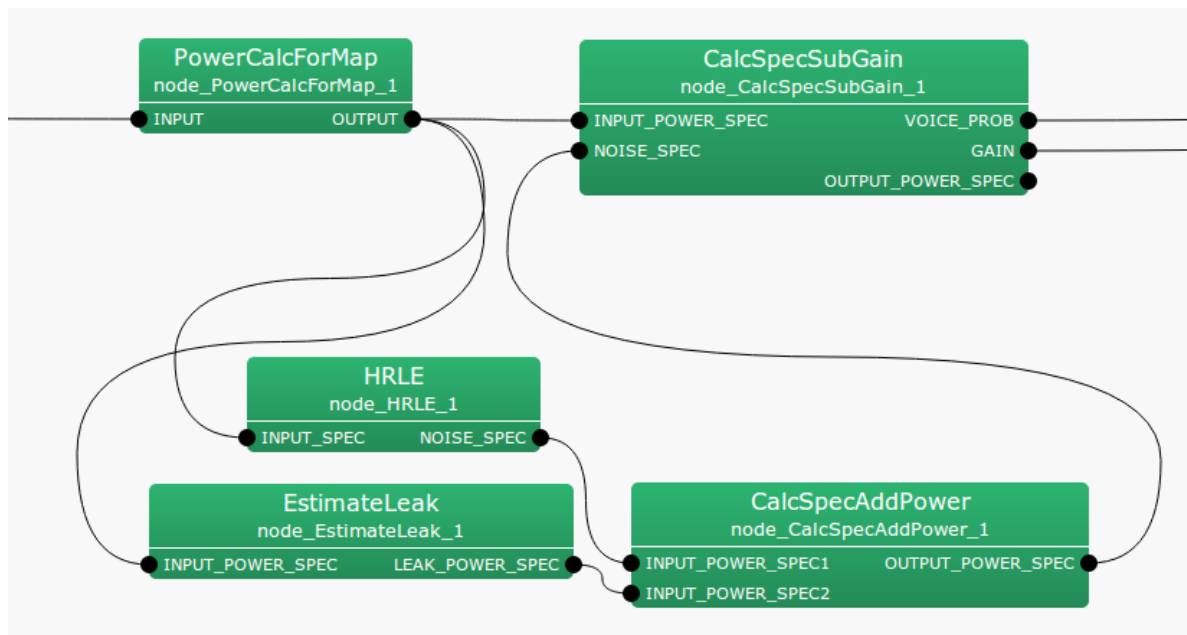 PowerCalcForMap
node_PowerCalcForMap_1
INPUT OUTPUT
CalcSpecSubGain
node_CalcSpecSubGain_1
INPUT_POWER_SPEC VOICE_PROB
NOISE_SPEC GAIN
OUTPUT_POWER_SPEC
HRLE
node_HRLE_1
INPUT_SPEC NOISE_SPEC
EstimateLeak
node_EstimateLeak_1
INPUT_POWER_SPEC LEAK_POWER_SPEC
CalcSpecAddPower
node_CalcSpecAddPower_1
INPUT_POWER_SPEC1 OUTPUT_POWER_SPEC
INPUT_POWER_SPEC2